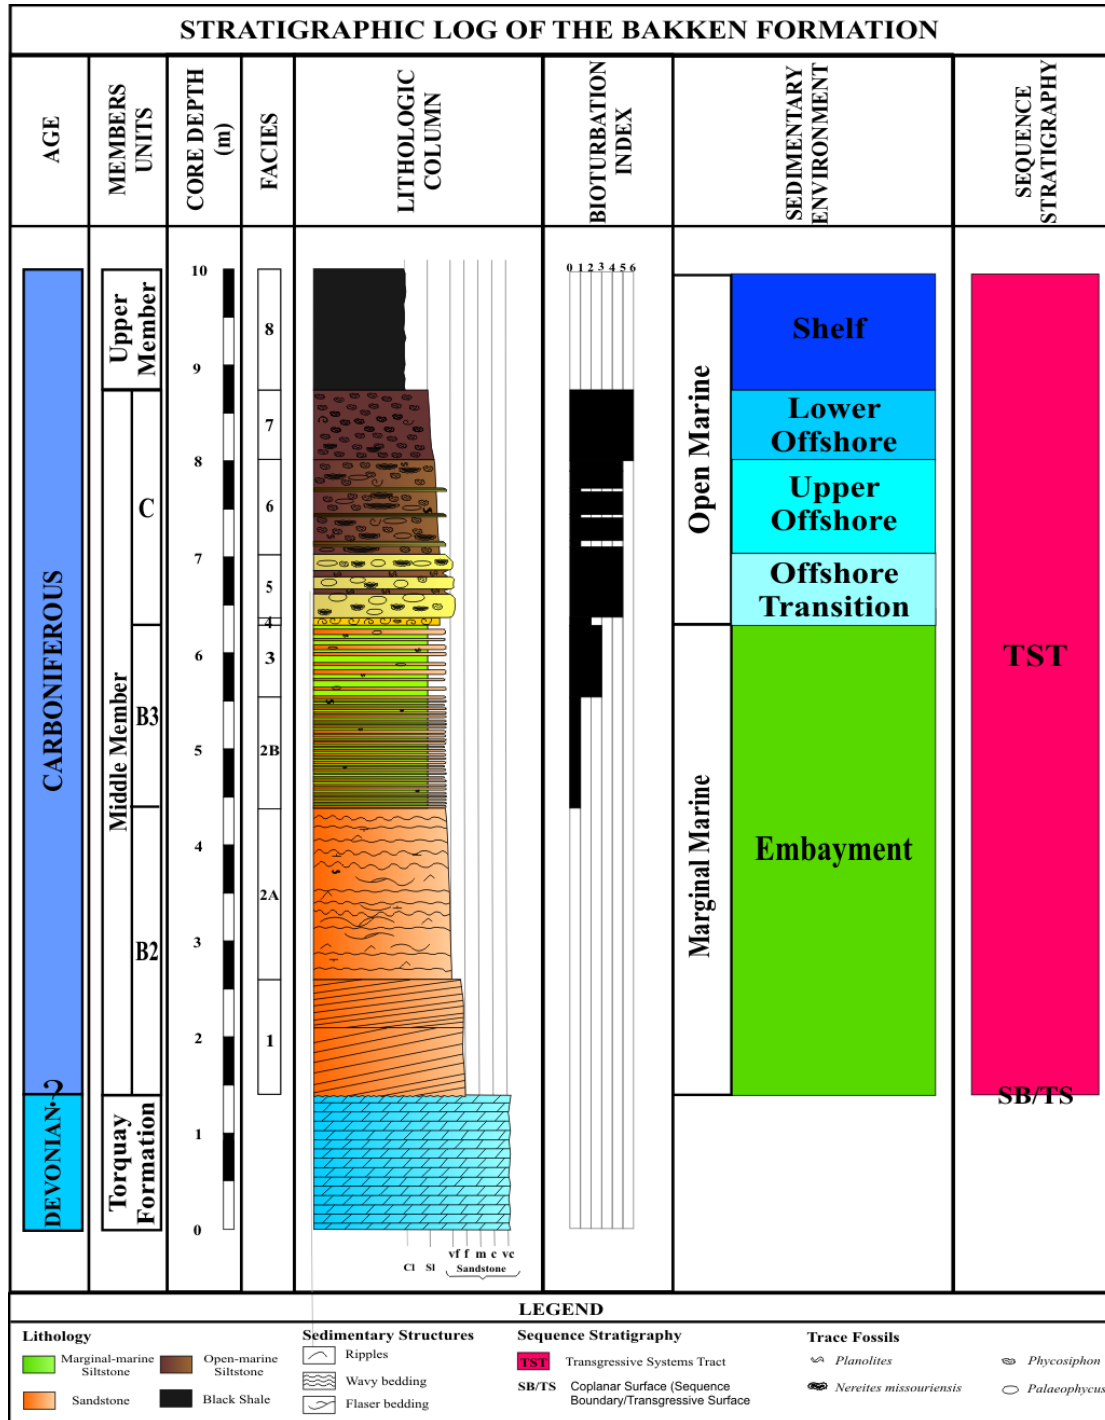 STRATIGRAPHIC LOG OF THE BAKKEN FORMATION
AGE
MEMBERS
UNITS
CORE DEPTH
(m)
FACIES
LITHOLOGIC
COLUMN
BIOTURBATION
INDEX
SEDIMENTARY
ENVIRONMENT
SEQUENCE
STRATIGRAPHY
CARBONIFEROUS
?
DEVONIAN
Upper
Member
Middle Member
C
B3
B2
Torquay
Formation
10
9
8
7
6
5
4
3
2
1
0
8
7
6
5
4
3
2B
2A
1
Cl
Sl
vf
f
m
c
vc
Sandstone
0 1 2 3 4 5 6
Open Marine
Marginal Marine
Shelf
Lower
Offshore
Upper
Offshore
Offshore
Transition
Embayment
TST
SB/TS
LEGEND
Lithology
Marginal-marine
Siltstone
Open-marine
Siltstone
Sandstone
Black Shale
Sedimentary Structures
Ripples
Wavy bedding
Flaser bedding
Sequence Stratigraphy
TST
Transgressive Systems Tract
SB/TS
Coplanar Surface (Sequence
Boundary/Transgressive Surface
Trace Fossils
Planolites
Phycosiphon
Nereites missouriensis
Palaeophycus